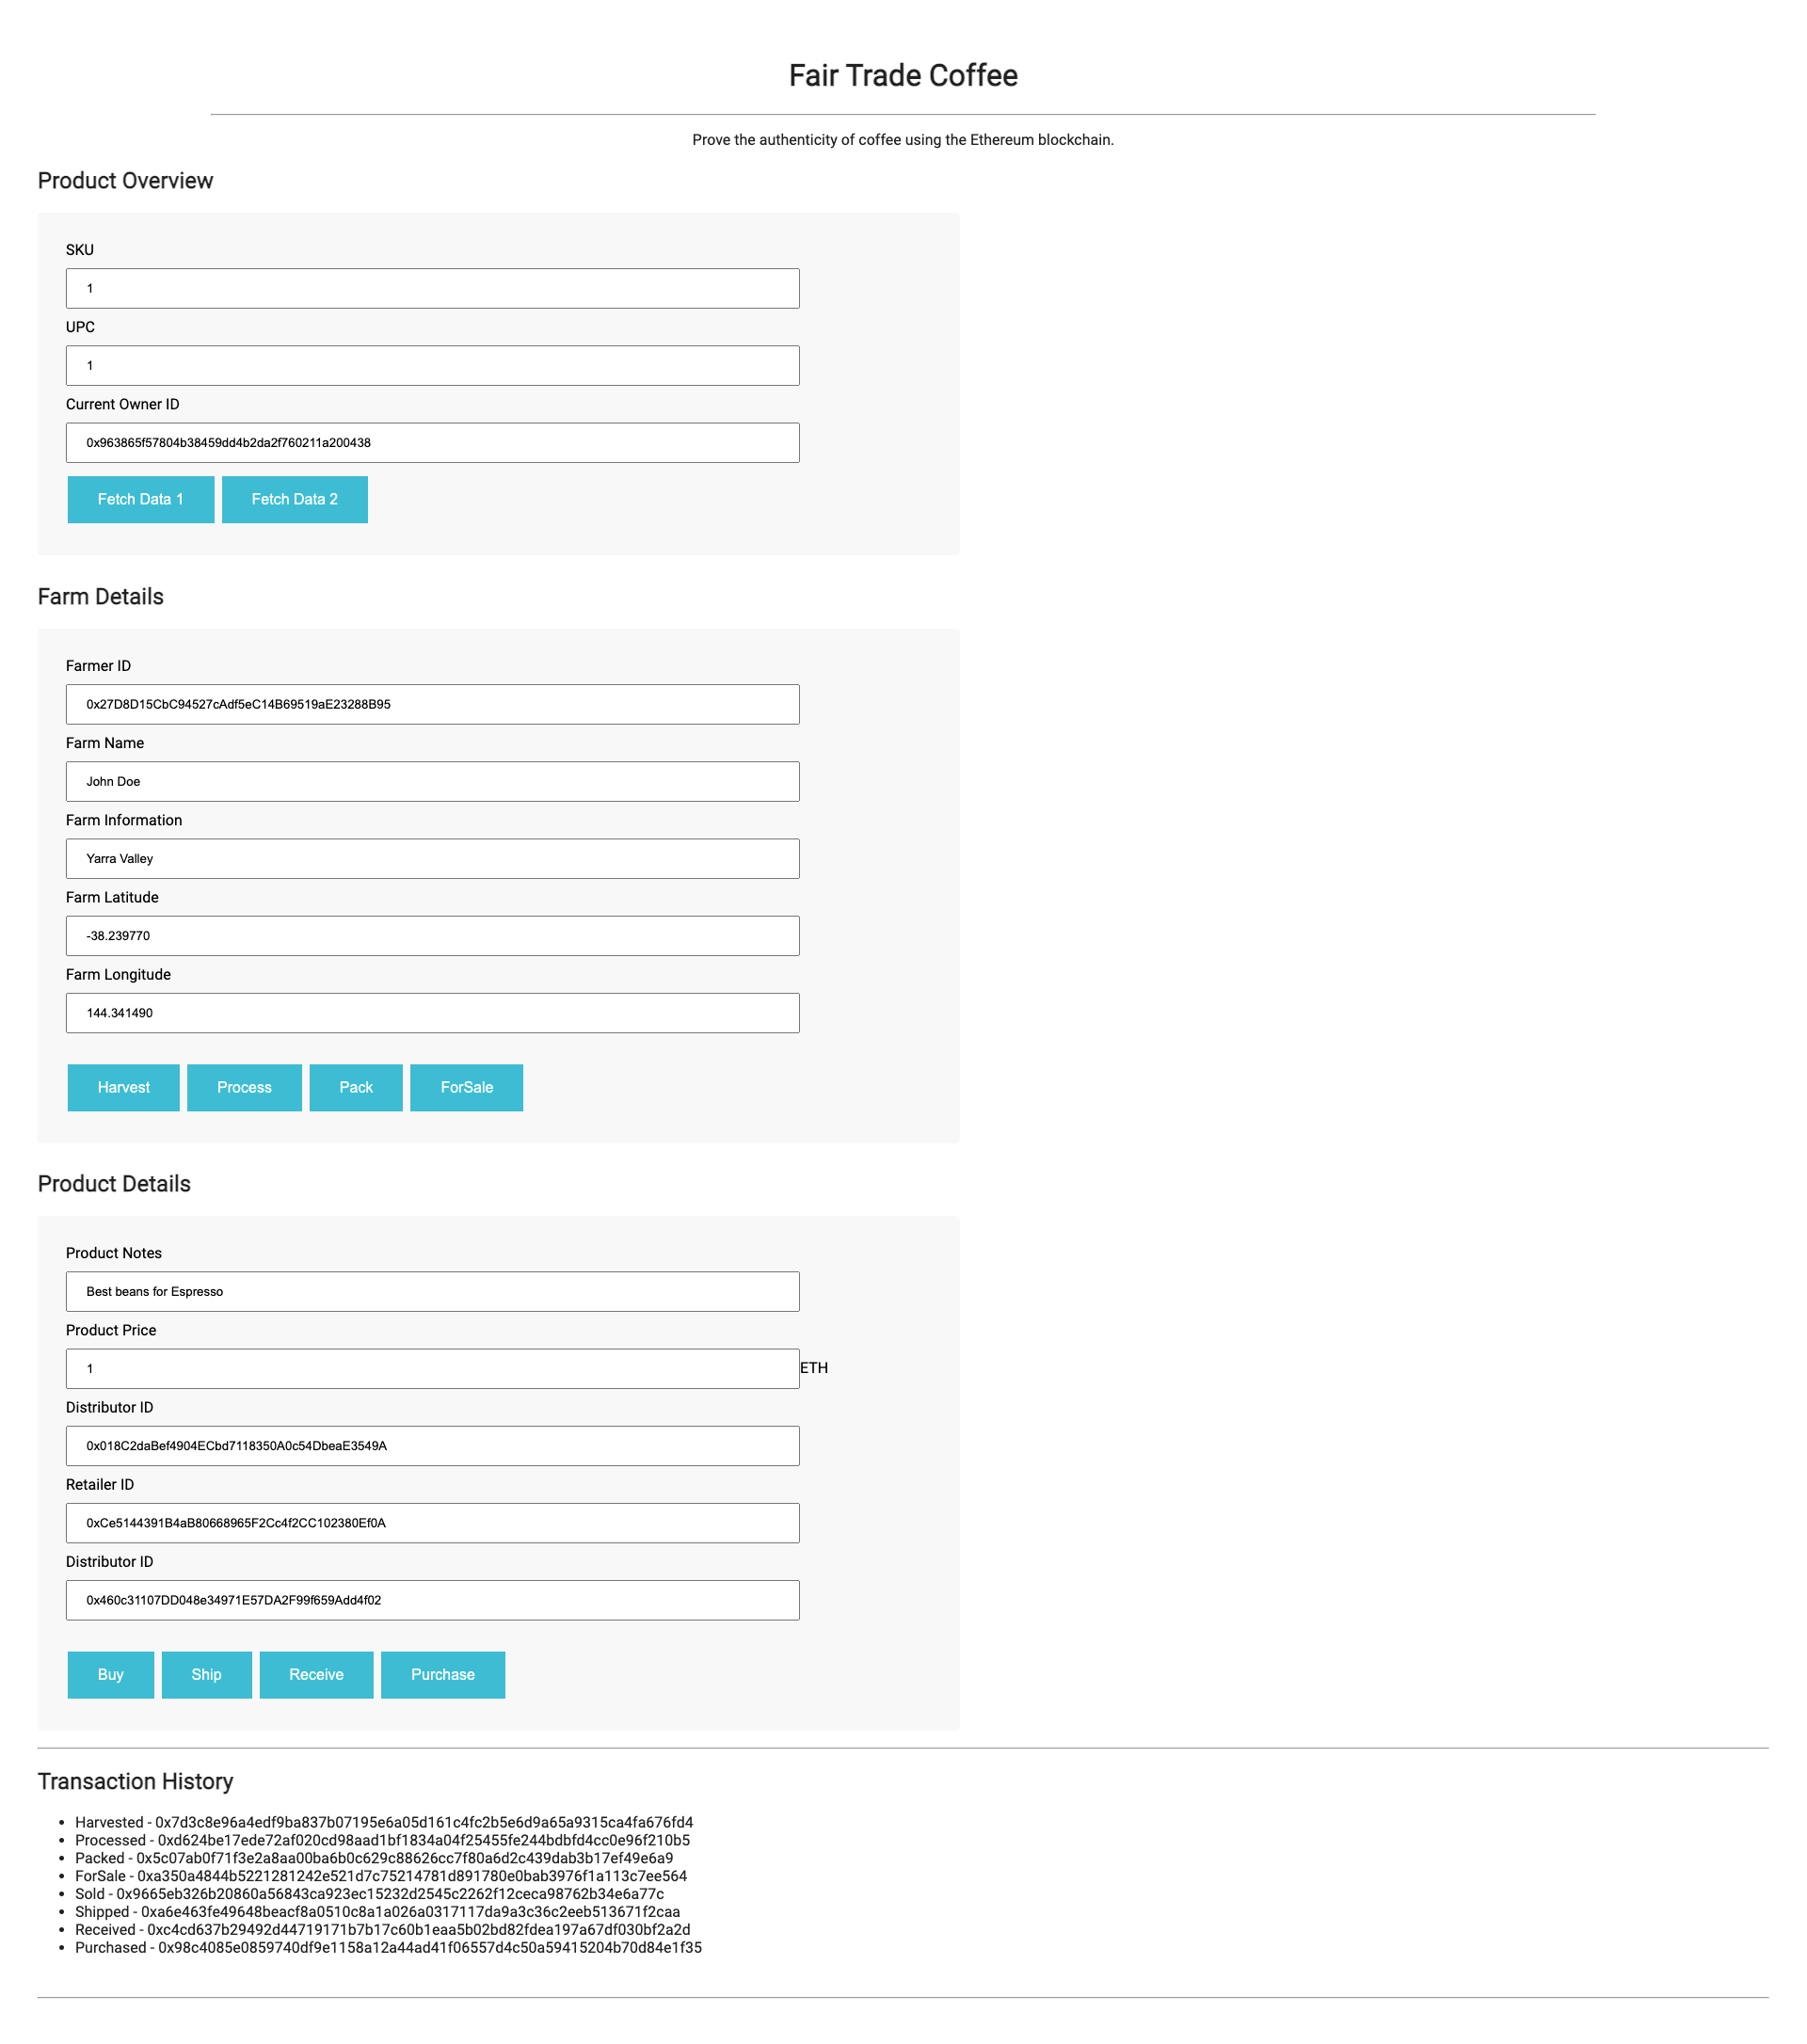 Fair Trade Coffee
Prove the authenticity of coffee using the Ethereum blockchain.
Product Overview
SKU
1
UPC
1
Current Owner ID
0x963865f57804b38459dd4b2da2f760211a200438
Fetch Data 1 Fetch Data 2
Farm Details
Farmer ID
0x27D8D15CbC94527cAdf5eC14B69519aE23288B95
Farm Name
John Doe
Farm Information
Yarra Valley
Farm Latitude
-38.239770
Farm Longitude
144.341490
Harvest Process Pack ForSale
Product Details
Product Notes
Best beans for Espresso
Product Price
1 ETH
Distributor ID
0x018C2daBef4904ECbd7118350A0c54DbeaE3549A
Retailer ID
0xCe5144391B4aB80668965F2Cc4f2CC102380Ef0A
Distributor ID
0x460c31107DD048e34971E57DA2F99f659Add4f02
Buy Ship Receive Purchase
Transaction History
Harvested - 0x7d3c8e96a4edf9ba837b07195e6a05d161c4fc2b5e6d9a65a9315ca4fa676fd4
Processed - 0xd624be17ede72af020cd98aad1bf1834a04f25455fe244bdbfd4cc0e96f210b5
Packed - 0x5c07ab0f71f3e2a8aa00ba6b0c629c88626cc7f80a6d2c439dab3b17ef49e6a9
ForSale - 0xa350a4844b5221281242e521d7c75214781d891780e0bab3976f1a113c7ee564
Sold - 0x9665eb326b20860a56843ca923ec15232d2545c2262f12ceca98762b34e6a77c
Shipped - 0xa6e463fe49648beacf8a0510c8a1a026a0317117da9a3c36c2eeb513671f2caa
Received - 0xc4cd637b29492d44719171b7b17c60b1eaa5b02bd82fdea197a67df030bf2a2d
Purchased - 0x98c4085e0859740df9e1158a12a44ad41f06557d4c50a59415204b70d84e1f35